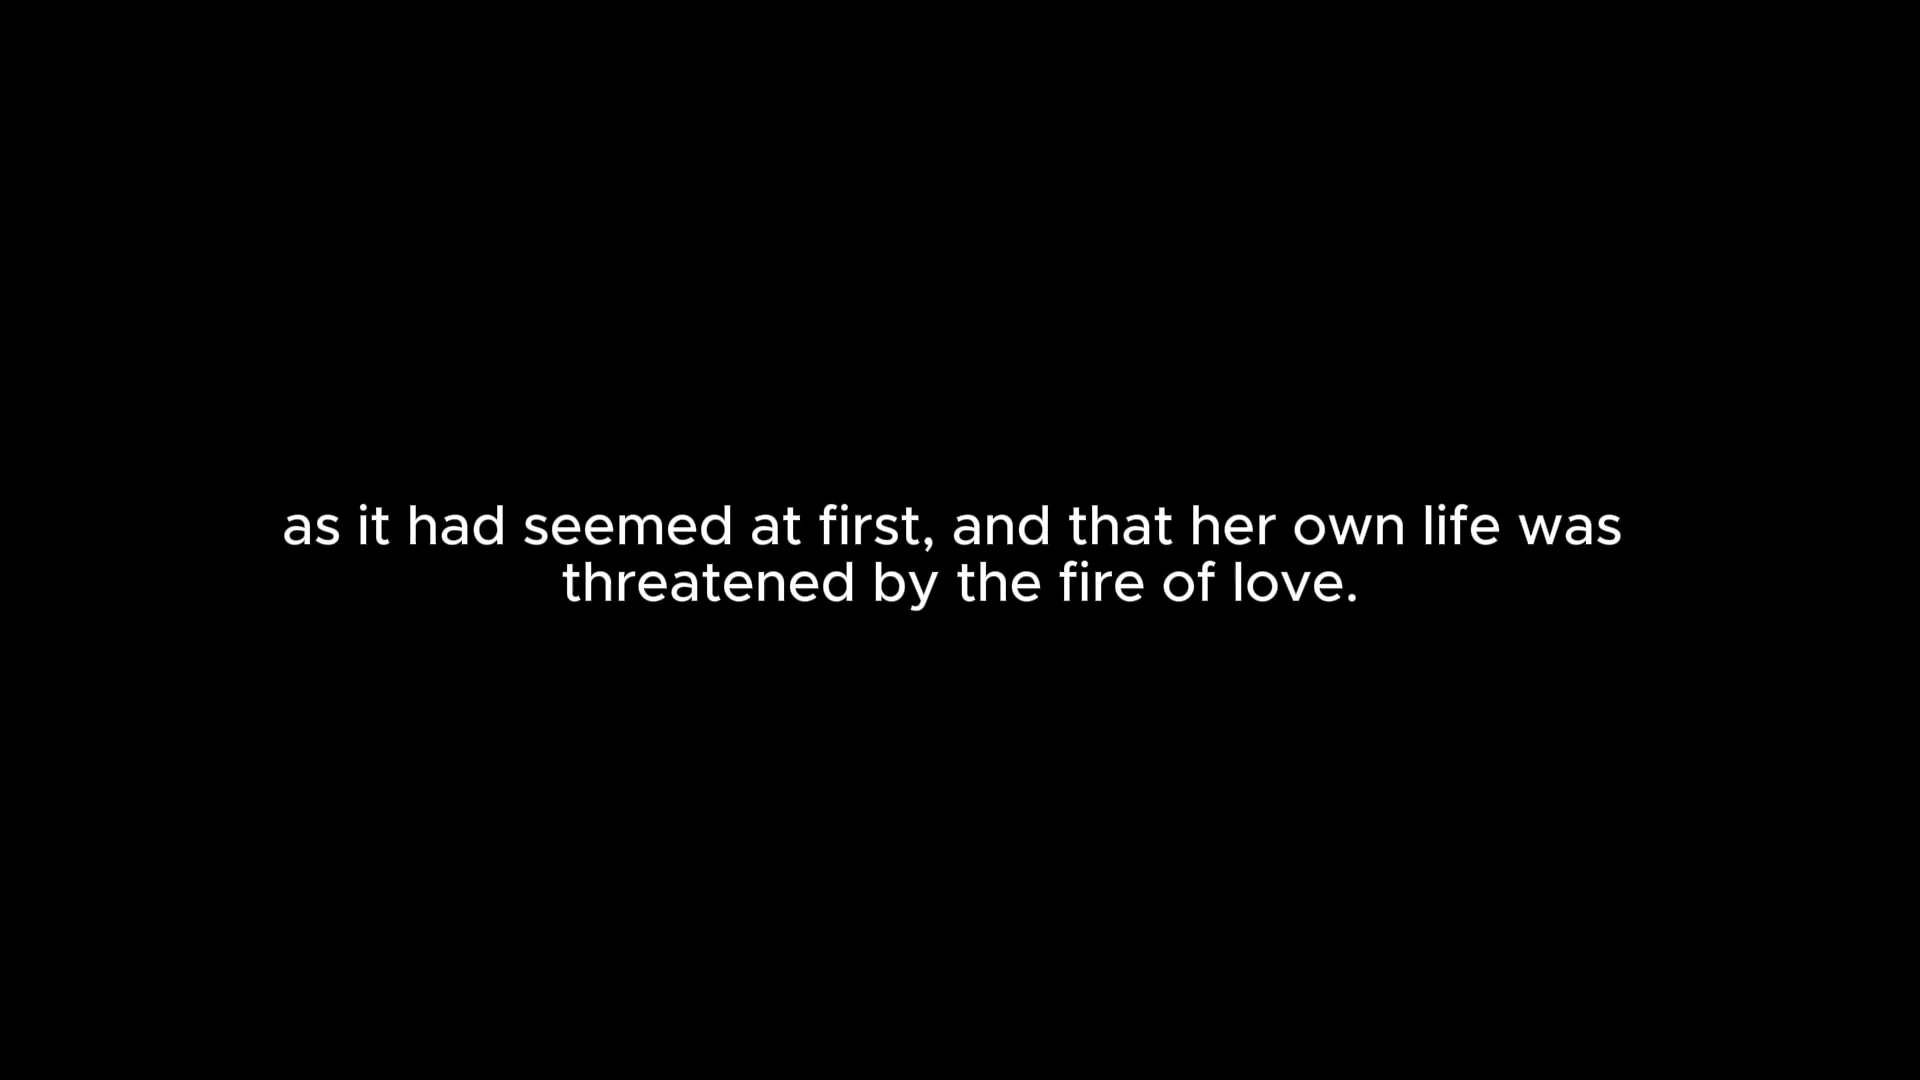 as it had seemed at first, and that her own life was
threatened by the fire of love.